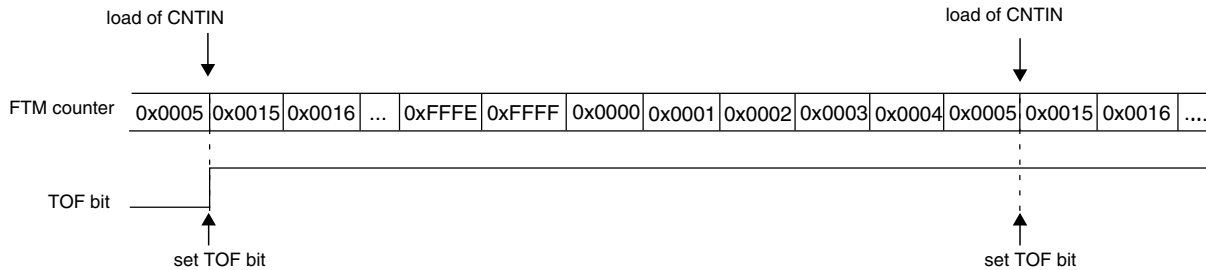 load of CNTIN load of CNTIN
FTM counter 0x0005 0x0015 0x0016 ... 0xFFFE 0xFFFF 0x0000 0x0001 0x0002 0x0003 0x0004 0x0005 0x0015 0x0016 ....
TOF bit
set TOF bit set TOF bit